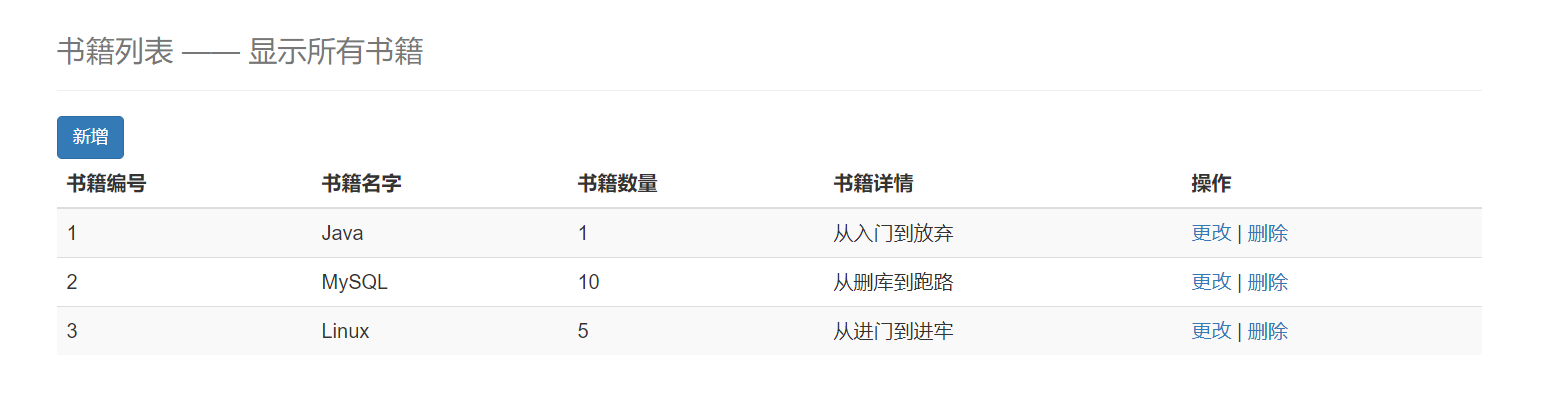 书籍列表 —— 显示所有书籍
新增
书籍编号 书籍名字 书籍数量 书籍详情 操作
1 Java 1 从入门到放弃 更改 | 删除
2 MySQL 10 从删库到跑路 更改 | 删除
3 Linux 5 从进门到进牢 更改 | 删除